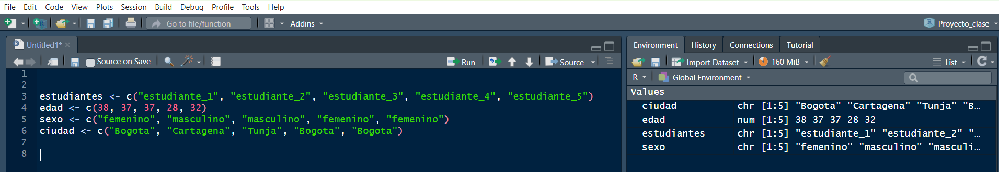 File Edit Code View Plots Session Build Debug Profile Tools Help
Go to file/function Addins Proyecto_clase
Untitled1*
Source on Save Run Source
1
2
3 estudiantes <- c("estudiante_1", "estudiante_2", "estudiante_3", "estudiante_4", "estudiante_5")
4 edad <- c(38, 37, 37, 28, 32)
5 sexo <- c("femenino", "masculino", "masculino", "femenino", "femenino")
6 ciudad <- c("Bogota", "Cartagena", "Tunja", "Bogota", "Bogota")
7
8
Environment History Connections Tutorial
Import Dataset 160 MiB List
R Global Environment
Values
ciudad chr [1:5] "Bogota" "Cartagena" "Tunja" "B…
edad num [1:5] 38 37 37 28 32
estudiantes chr [1:5] "estudiante_1" "estudiante_2" "…
sexo chr [1:5] "femenino" "masculino" "masculi…